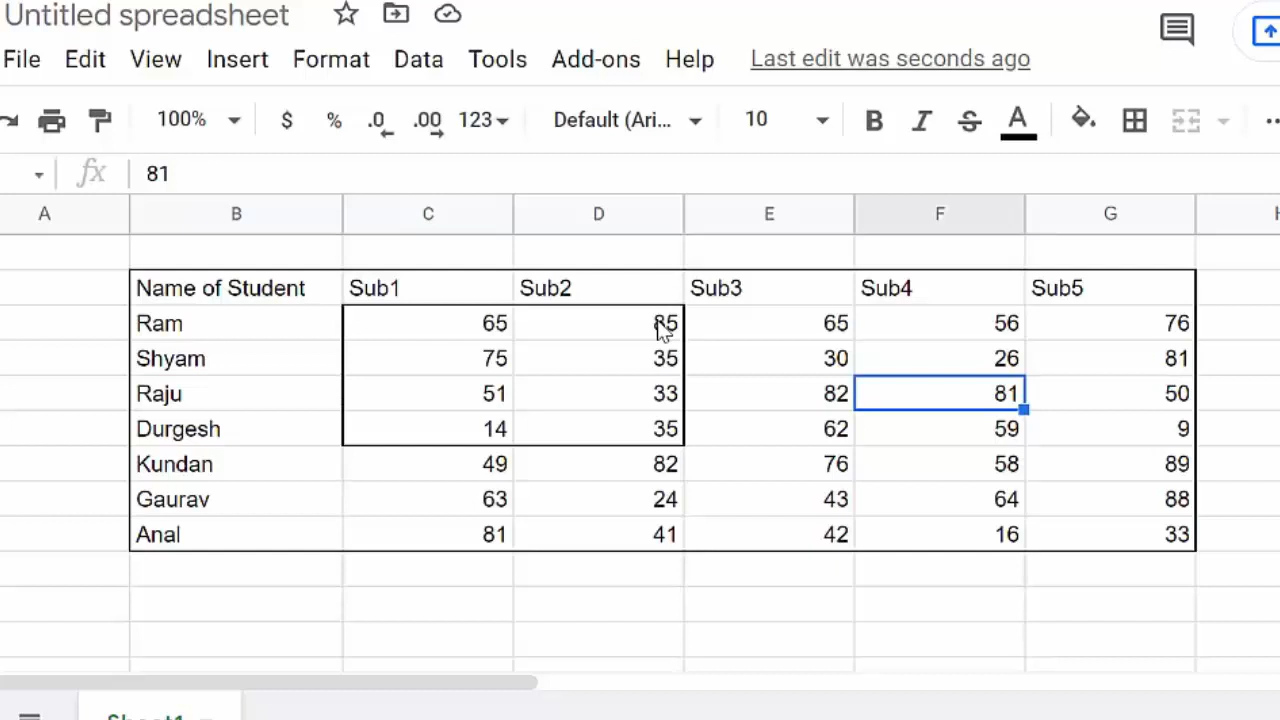 Untitled spreadsheet
File Edit View Insert Format Data Tools Add-ons Help Last edit was seconds ago
100% $ % .0 .00 123 Default (Ari... 10 B I S A
fx 81
A B C D E F G
Name of Student Sub1 Sub2 Sub3 Sub4 Sub5
Ram 65 85 65 56 76
Shyam 75 35 30 26 81
Raju 51 33 82 81 50
Durgesh 14 35 62 59 9
Kundan 49 82 76 58 89
Gaurav 63 24 43 64 88
Anal 81 41 42 16 33
Sheet1